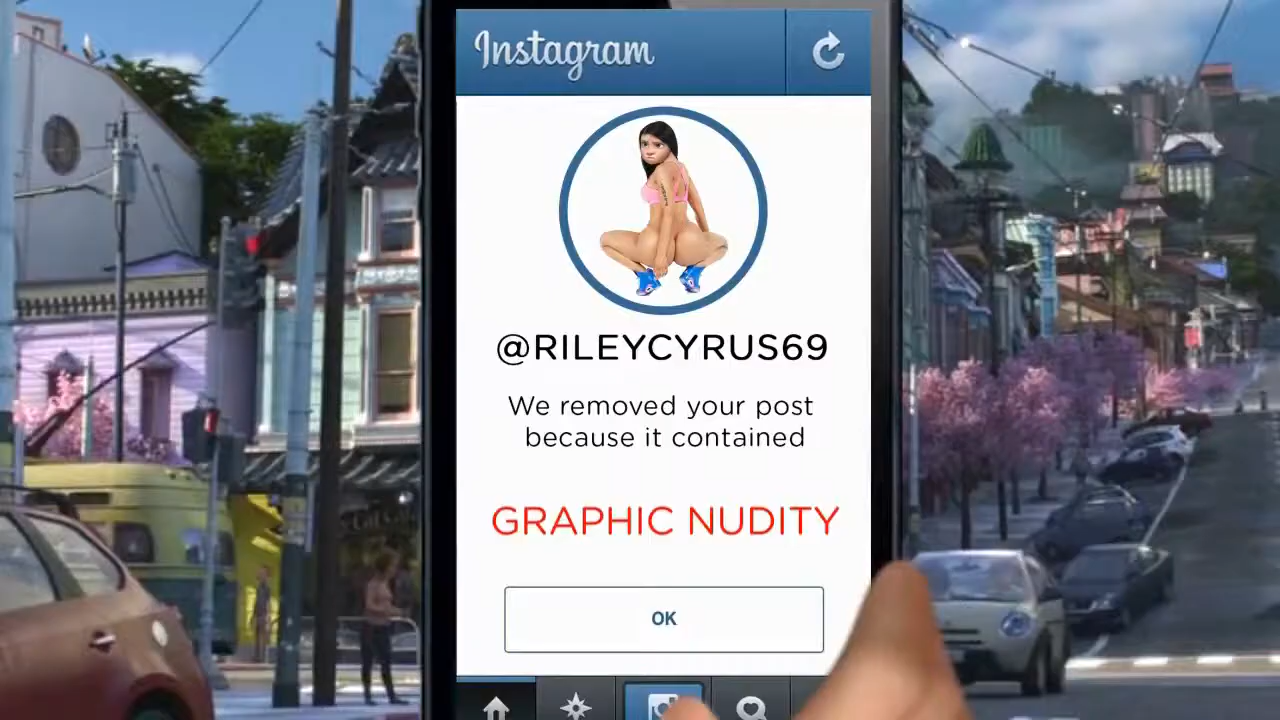 Instagram
@RILEYCYRUS69
We removed your post
because it contained
GRAPHIC NUDITY
OK